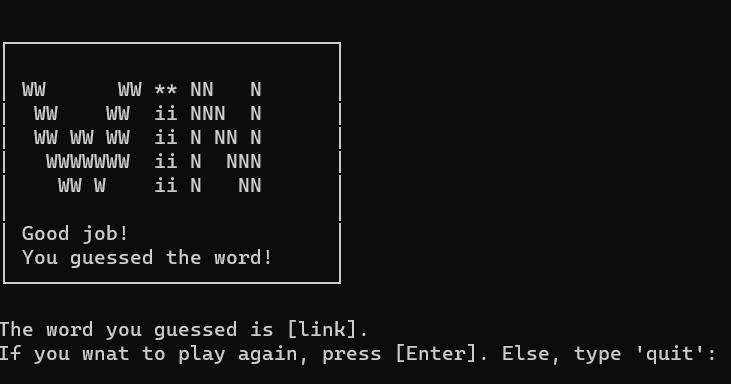 WW      WW ** NN   N
 WW    WW  ii NNN  N
 WW WW WW  ii N NN N
  WWWWWWW  ii N  NNN
   WW W    ii N   NN
Good job!
You guessed the word!
The word you guessed is [link].
If you wnat to play again, press [Enter]. Else, type 'quit':